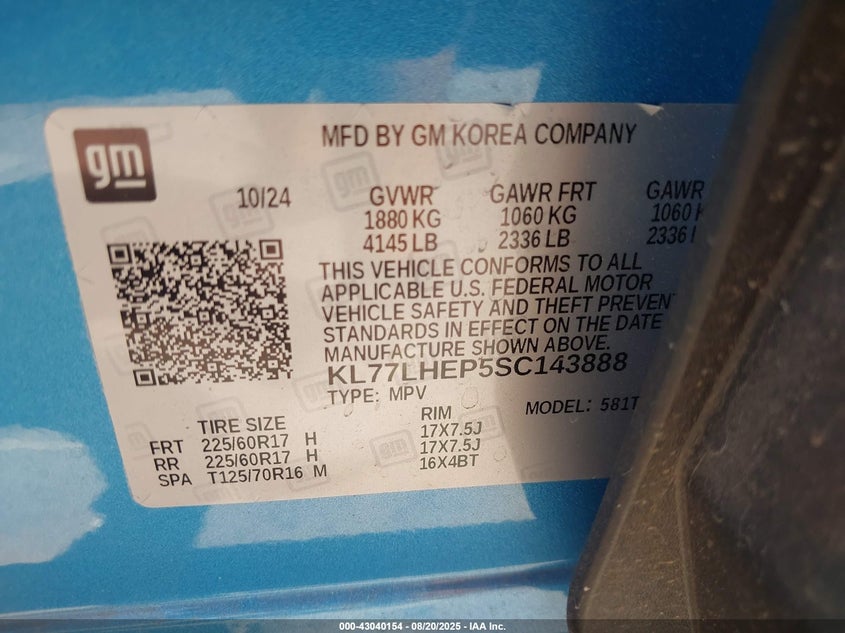 gm
MFD BY GM KOREA COMPANY
10/24 GVWR GAWR FRT GAWR
1880 KG 1060 KG 1060
4145 LB 2336 LB 2336
THIS VEHICLE CONFORMS TO ALL
APPLICABLE U.S. FEDERAL MOTOR
VEHICLE SAFETY AND THEFT PREVEN
STANDARDS IN EFFECT ON THE DATE
MANUFACTURE SHOWN ABOVE.
KL77LHEP5SC143888
TYPE: MPV MODEL: 581T
TIRE SIZE RIM
FRT 225/60R17 H 17X7.5J
RR 225/60R17 H 17X7.5J
SPA T125/70R16 M 16X4BT
000-43040154 - 08/20/2025 - IAA Inc.